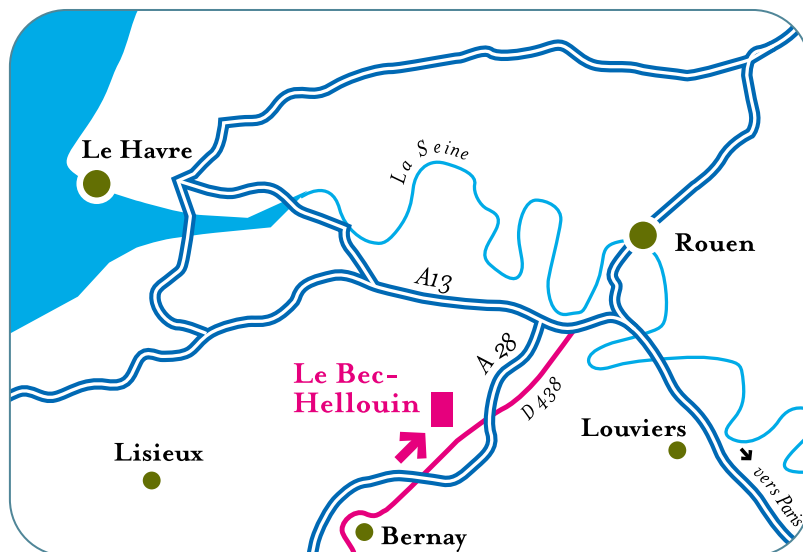 La Seine
Le Havre
Rouen
A13
A 28
Le Bec-
Hellouin
D 438
Louviers
Lisieux
vers Paris
Bernay